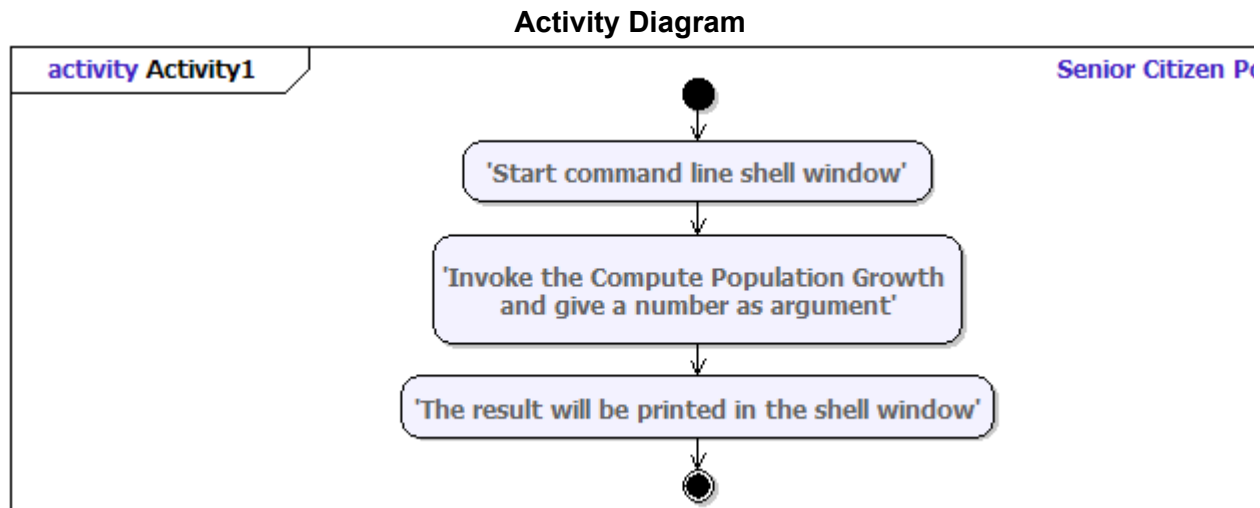 Activity Diagram
activity Activity1
Senior Citizen
'Start command line shell window'
'Invoke the Compute Population Growth
and give a number as argument'
'The result will be printed in the shell window'